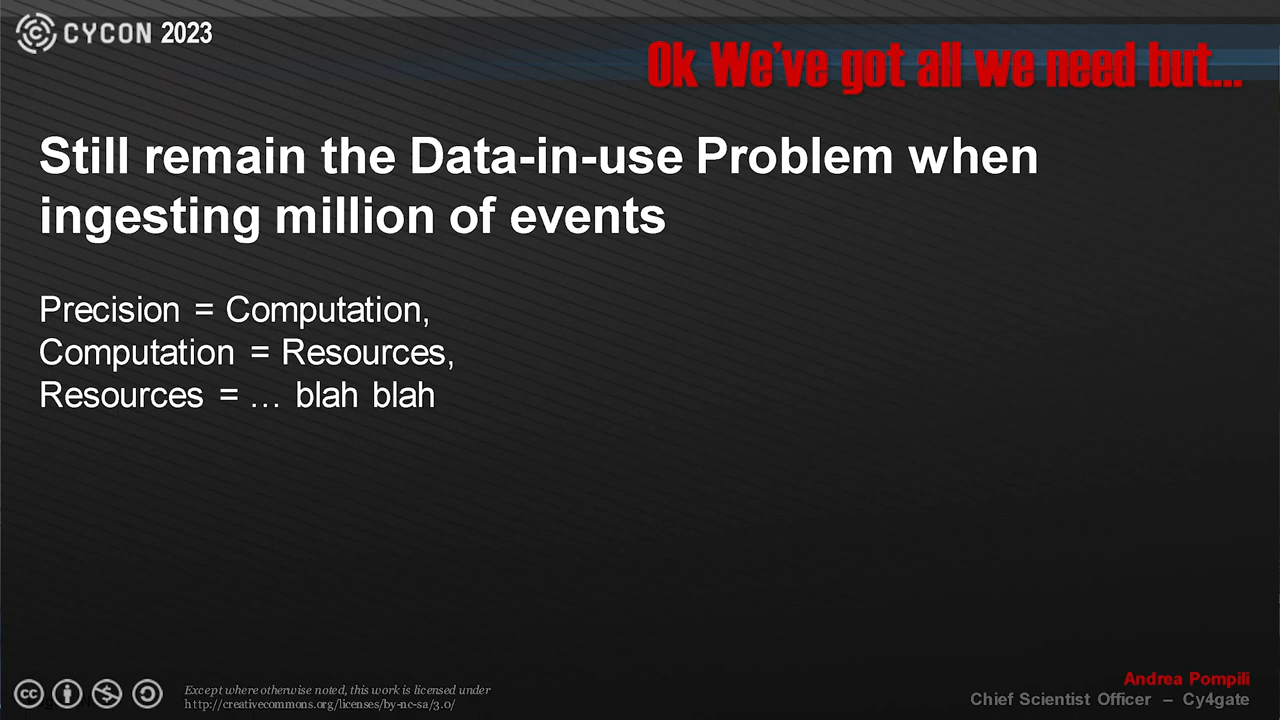 CYCON 2023
Ok We've got all we need but...
Still remain the Data-in-use Problem when
ingesting million of events
Precision = Computation,
Computation = Resources,
Resources = … blah blah
Except where otherwise noted, this work is licensed under
http://creativecommons.org/licenses/by-nc-sa/3.0/
Andrea Pompili
Chief Scientist Officer – Cy4gate